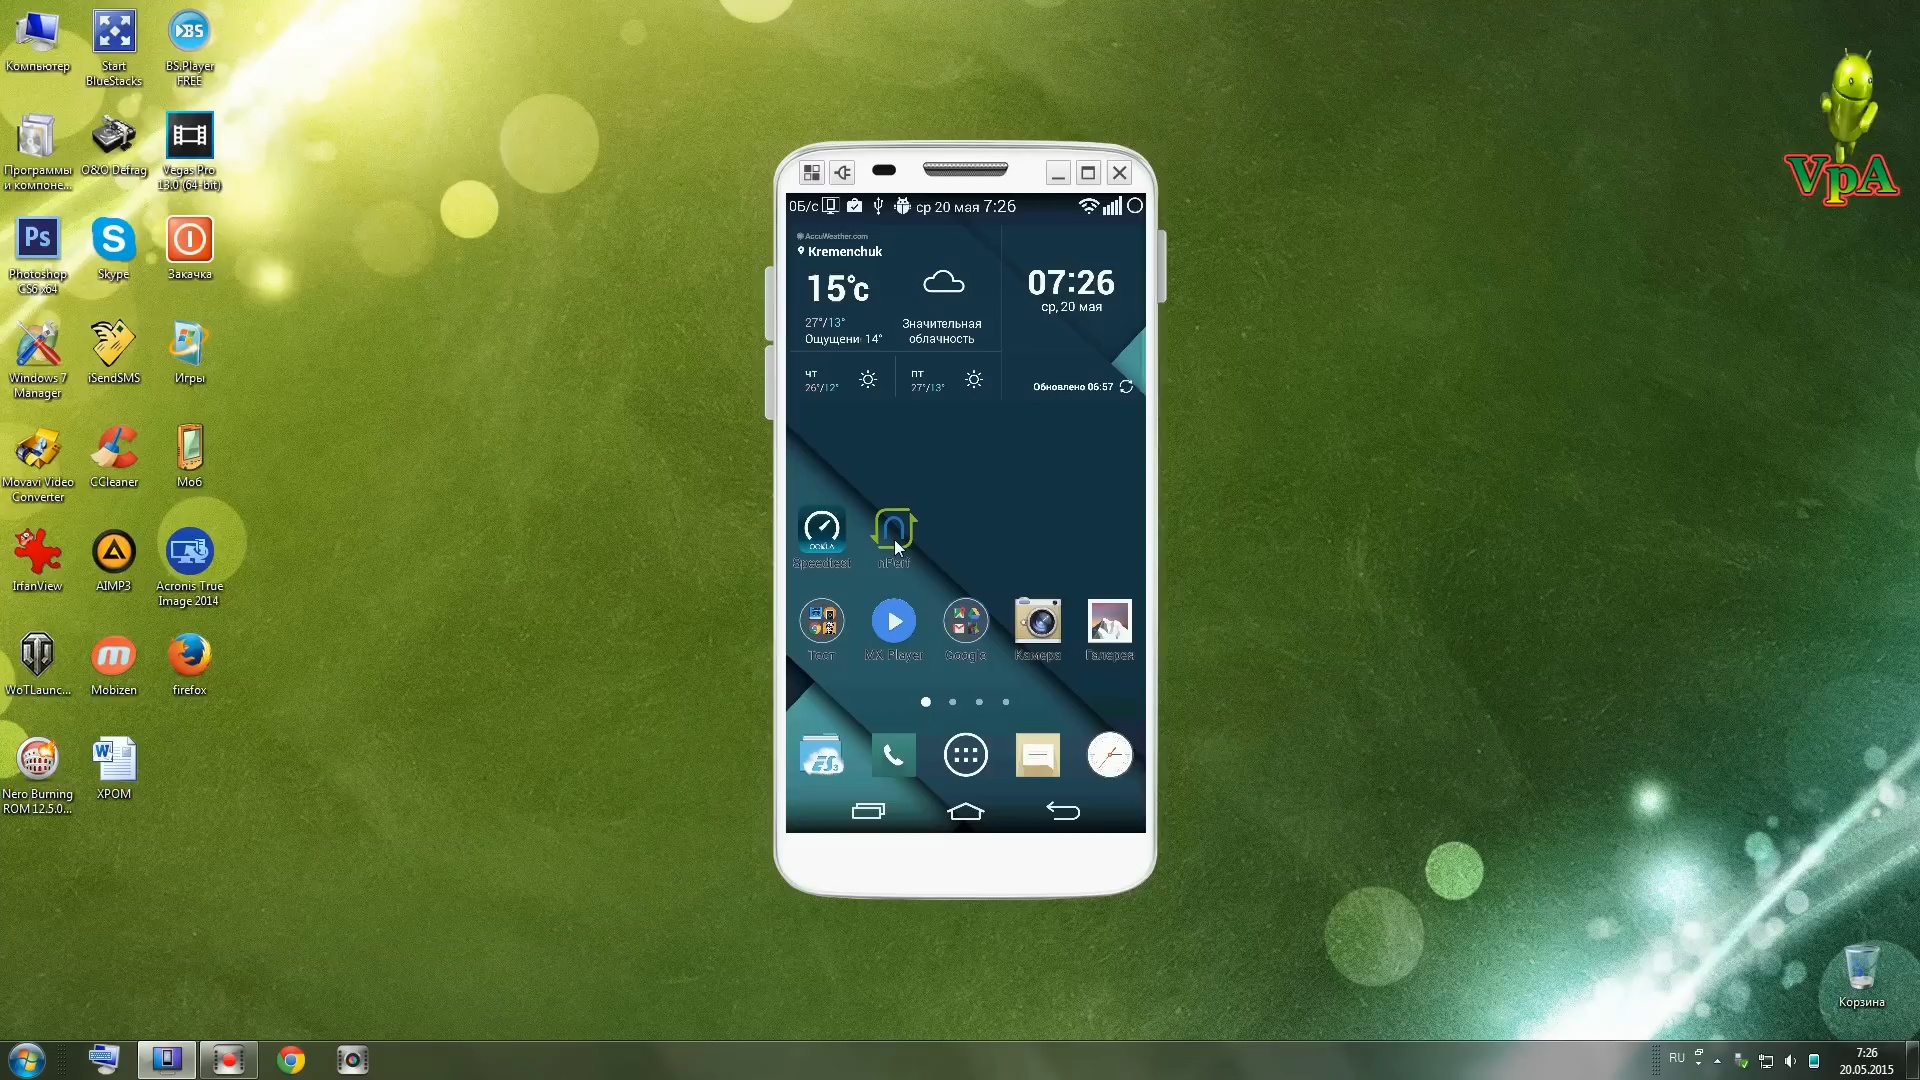 Компьютер
Start
BlueStacks
BS.Player
FREE
Программы
и компоне...
O&O Defrag
Vegas Pro
13.0 (64-bit)
Ps
Photoshop
CS6 x64
Skype
Закачка
Windows 7
Manager
iSendSMS
Игры
Movavi Video
Converter
CCleaner
Моб
IrfanView
AIMP3
Acronis True
Image 2014
WoTLaunc...
Mobizen
firefox
Nero Burning
ROM 12.5.0...
ХРОМ
VpA
0Б/с ср 20 мая 7:26
AccuWeather.com
Kremenchuk
15°c
27°/13°
Ощущени 14°
Значительная
облачность
07:26
ср, 20 мая
чт
26°/12°
пт
27°/13°
Обновлено 06:57
OOKLA
Speedtest
nPerf
Тест
MX Player
Google
Камера
Галерея
ES
Корзина
RU
7:26
20.05.2015